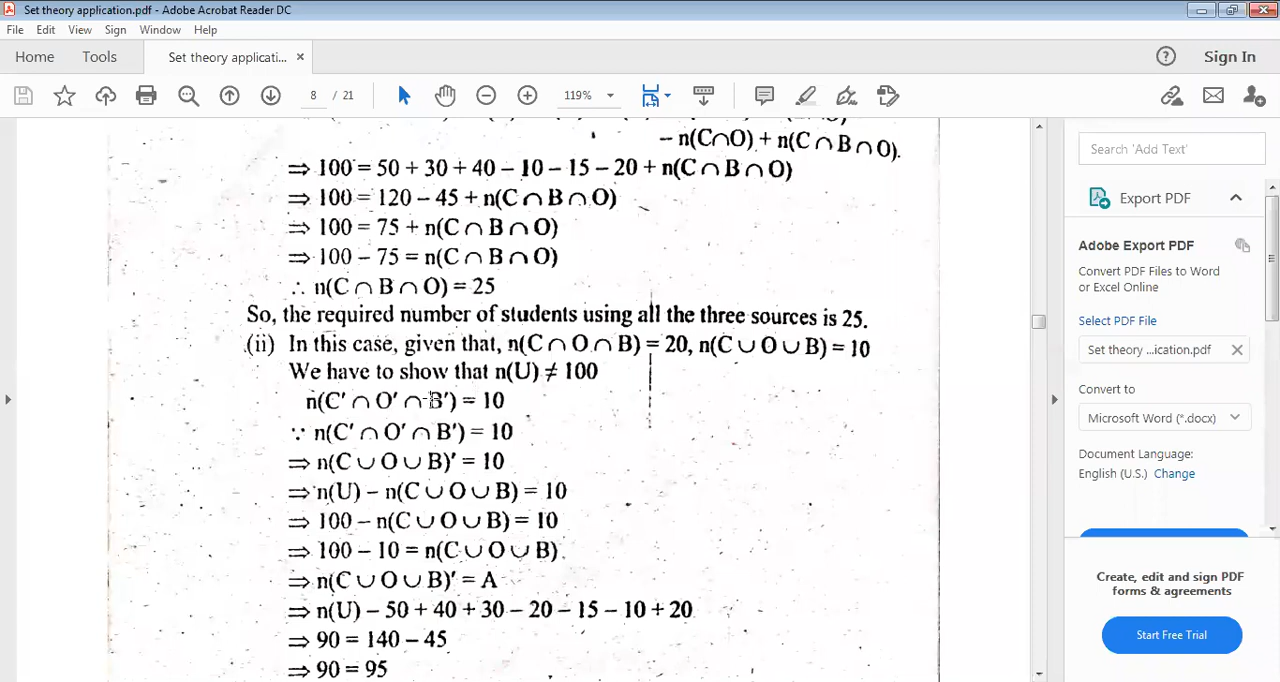 Set theory application.pdf - Adobe Acrobat Reader DC
File Edit View Sign Window Help
Home Tools Set theory applicati... × Sign In
8 / 21 119%
− n(C∩O) + n(C ∩ B ∩ O).
⇒ 100 = 50 + 30 + 40 − 10 − 15 − 20 + n(C ∩ B ∩ O)
⇒ 100 = 120 − 45 + n(C ∩ B ∩ O)
⇒ 100 = 75 + n(C ∩ B ∩ O)
⇒ 100 − 75 = n(C ∩ B ∩ O)
∴ n(C ∩ B ∩ O) = 25
So, the required number of students using all the three sources is 25.
(ii) In this case, given that, n(C ∩ O ∩ B) = 20, n(C ∪ O ∪ B) = 10
We have to show that n(U) ≠ 100
n(C′ ∩ O′ ∩ B′) = 10
∵ n(C′ ∩ O′ ∩ B′) = 10
⇒ n(C ∪ O ∪ B)′ = 10
⇒ n(U) − n(C ∪ O ∪ B) = 10
⇒ 100 − n(C ∪ O ∪ B) = 10
⇒ 100 − 10 = n(C ∪ O ∪ B)
⇒ n(C ∪ O ∪ B)′ = A
⇒ n(U) − 50 + 40 + 30 − 20 − 15 − 10 + 20
⇒ 90 = 140 − 45
⇒ 90 = 95
Search 'Add Text'
Export PDF
Adobe Export PDF
Convert PDF Files to Word
or Excel Online
Select PDF File
Set theory ...ication.pdf
Convert to
Microsoft Word (*.docx)
Document Language:
English (U.S.) Change
Create, edit and sign PDF
forms & agreements
Start Free Trial